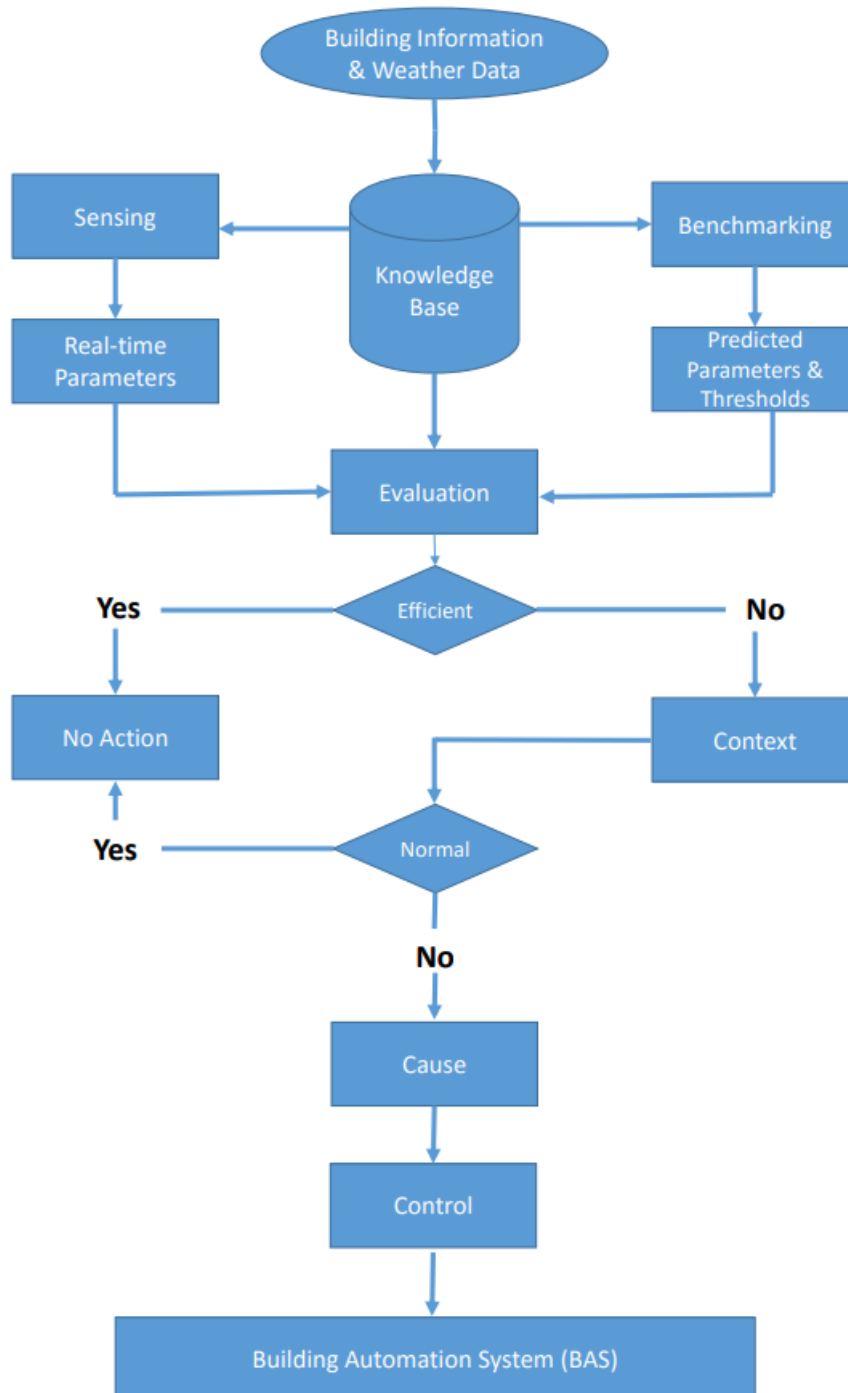 Building Information
& Weather Data
Sensing
Knowledge
Base
Benchmarking
Real-time
Parameters
Predicted
Parameters &
Thresholds
Evaluation
Efficient
Yes
No
No Action
Context
Normal
Yes
No
Cause
Control
Building Automation System (BAS)